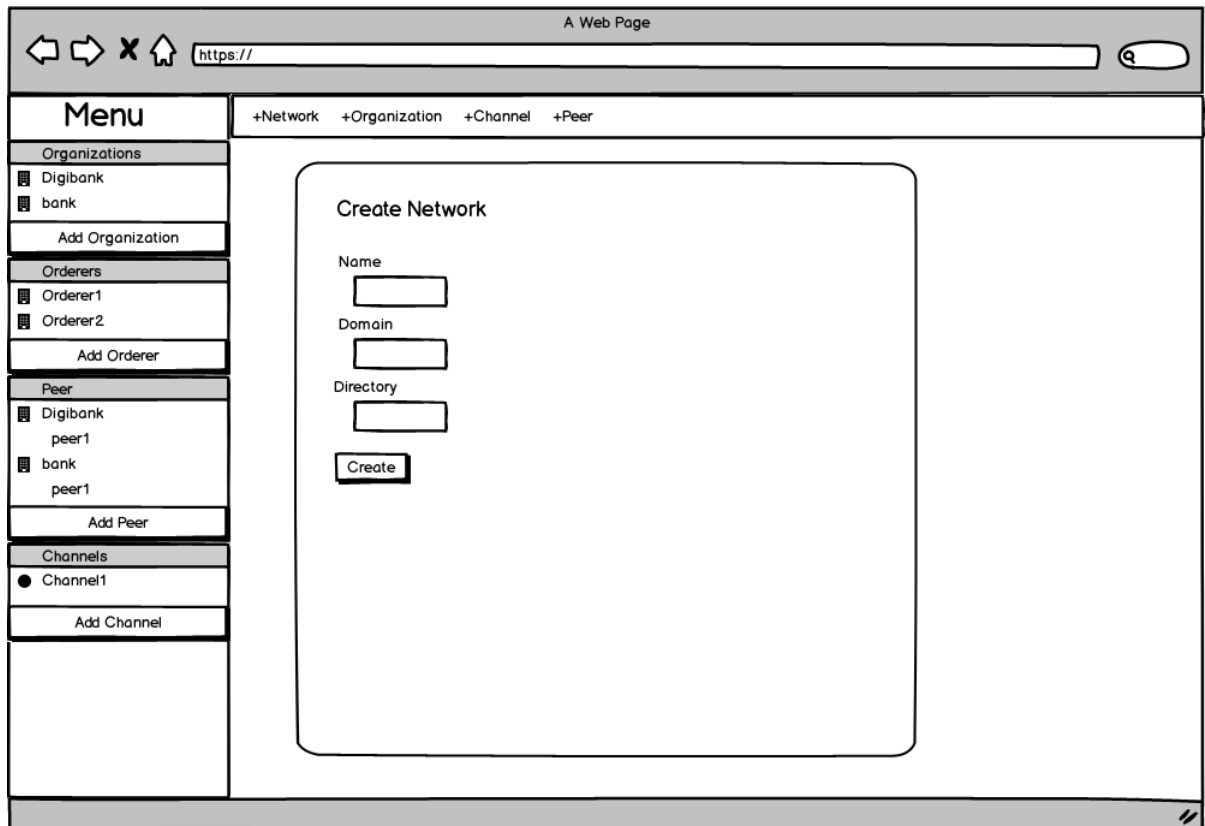 A Web Page
https://
Menu
+Network +Organization +Channel +Peer
Organizations
Digibank
bank
Add Organization
Orderers
Orderer1
Orderer2
Add Orderer
Peer
Digibank
peer1
bank
peer1
Add Peer
Channels
Channel1
Add Channel
Create Network
Name
Domain
Directory
Create